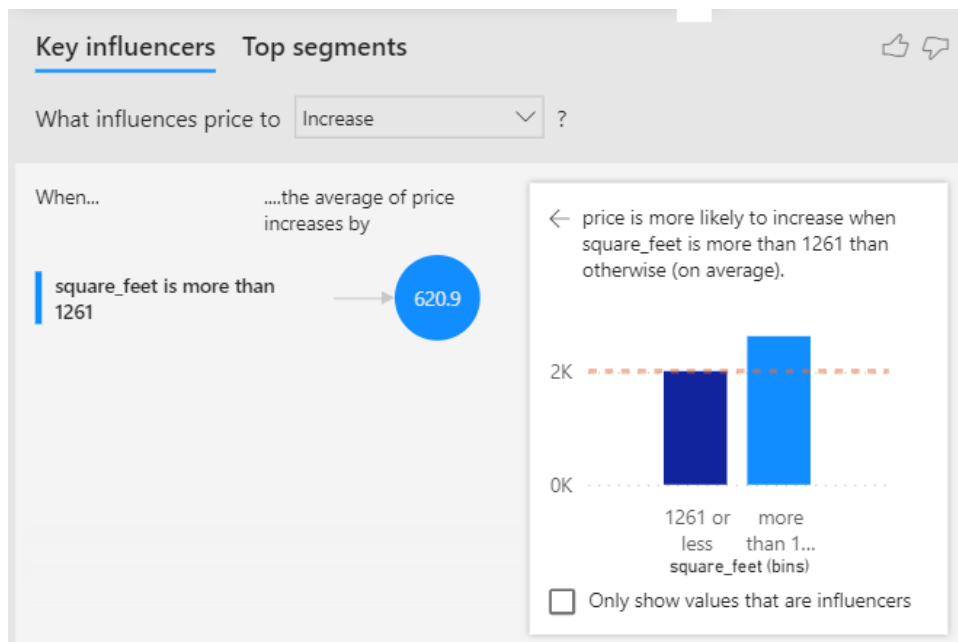 Key influencers Top segments
What influences price to Increase ?
When...
....the average of price
increases by
square_feet is more than
1261
620.9
price is more likely to increase when
square_feet is more than 1261 than
otherwise (on average).
2K
0K
1261 or
less
more
than 1...
square_feet (bins)
Only show values that are influencers